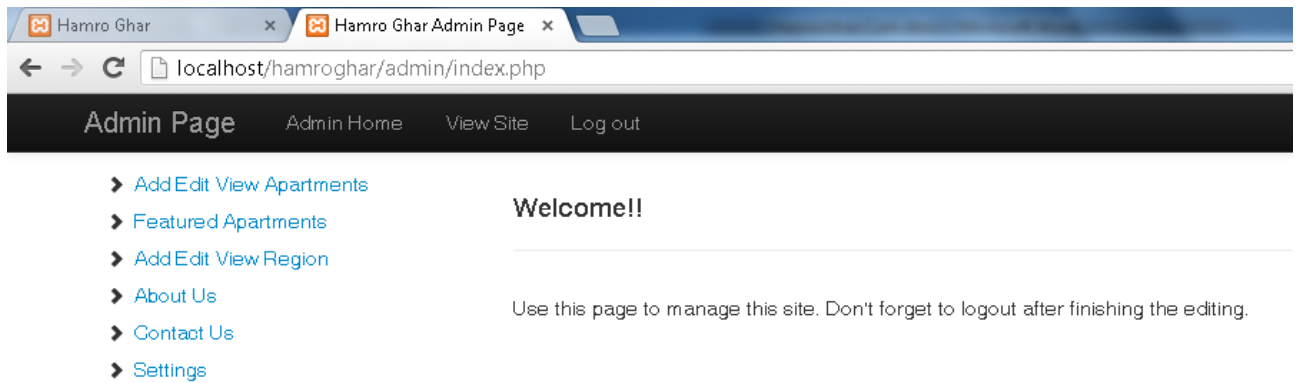 Hamro Ghar
Hamro Ghar Admin Page
localhost/hamroghar/admin/index.php
Admin Page Admin Home View Site Log out
Add Edit View Apartments
Featured Apartments
Add Edit View Region
About Us
Contact Us
Settings
Welcome!!
Use this page to manage this site. Don't forget to logout after finishing the editing.